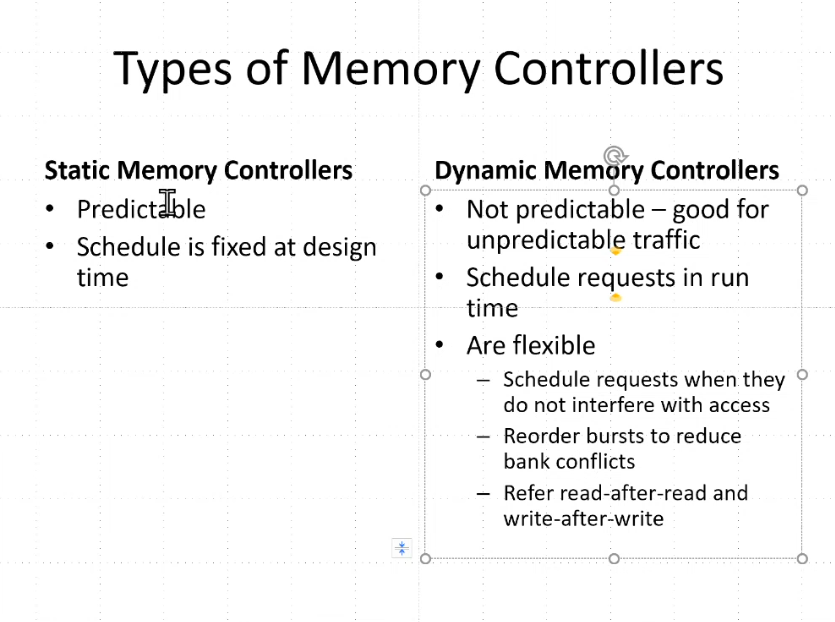 Types of Memory Controllers
Static Memory Controllers
• Predictable
• Schedule is fixed at design
time
Dynamic Memory Controllers
• Not predictable – good for
unpredictable traffic
• Schedule requests in run
time
• Are flexible
– Schedule requests when they
do not interfere with access
– Reorder bursts to reduce
bank conflicts
– Refer read-after-read and
write-after-write